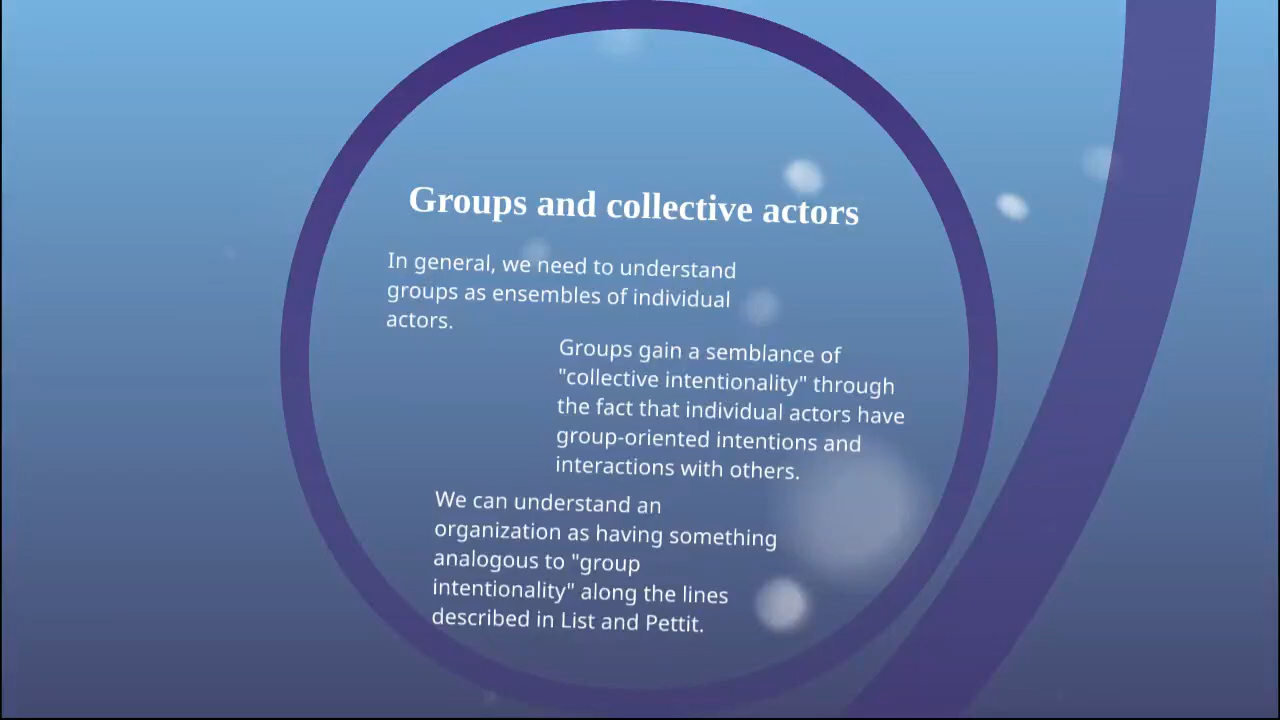 Groups and collective actors
In general, we need to understand
groups as ensembles of individual
actors.
Groups gain a semblance of
"collective intentionality" through
the fact that individual actors have
group-oriented intentions and
interactions with others.
We can understand an
organization as having something
analogous to "group
intentionality" along the lines
described in List and Pettit.